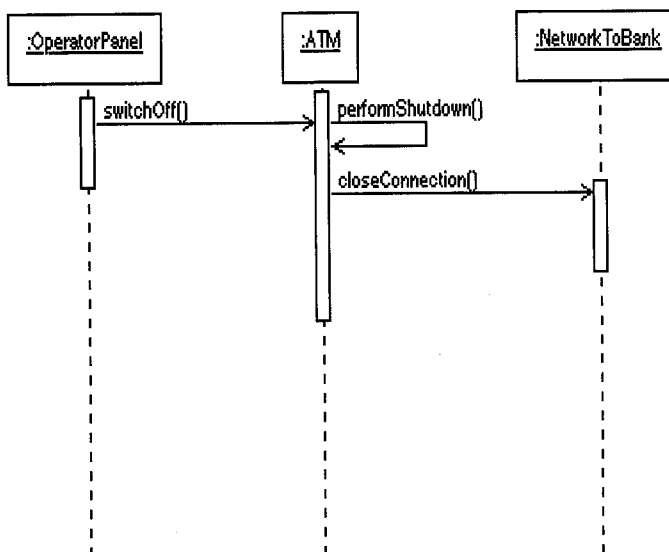 :OperatorPanel
:ATM
:NetworkToBank
switchOff()
performShutdown()
closeConnection()